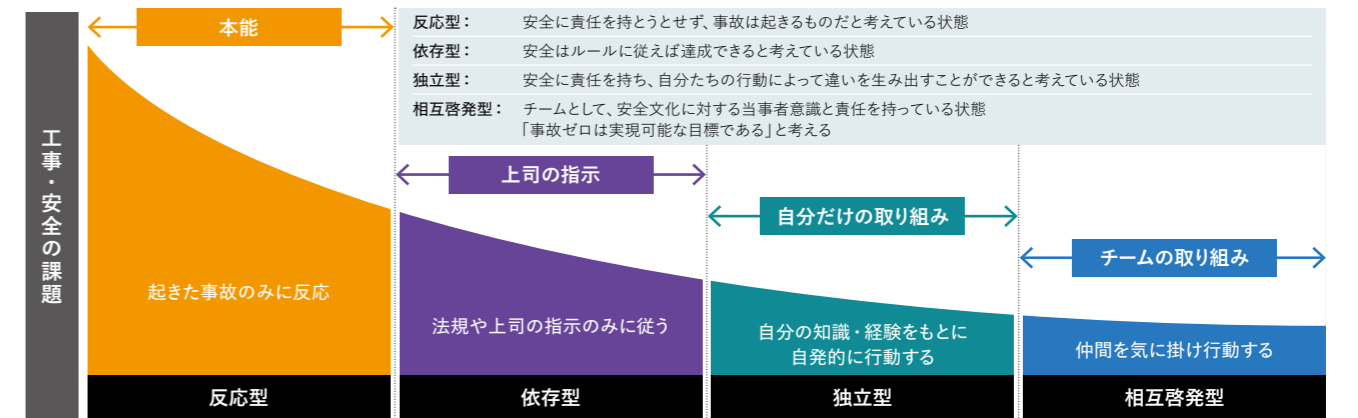 工事・安全の課題
本能
反応型： 安全に責任を持とうとせず、事故は起きるものだと考えている状態
依存型： 安全はルールに従えば達成できると考えている状態
独立型： 安全に責任を持ち、自分たちの行動によって違いを生み出すことができると考えている状態
相互啓発型： チームとして、安全文化に対する当事者意識と責任を持っている状態
「事故ゼロは実現可能な目標である」と考える
上司の指示
自分だけの取り組み
チームの取り組み
起きた事故のみに反応
法規や上司の指示のみに従う
自分の知識・経験をもとに
自発的に行動する
仲間を気に掛け行動する
反応型
依存型
独立型
相互啓発型